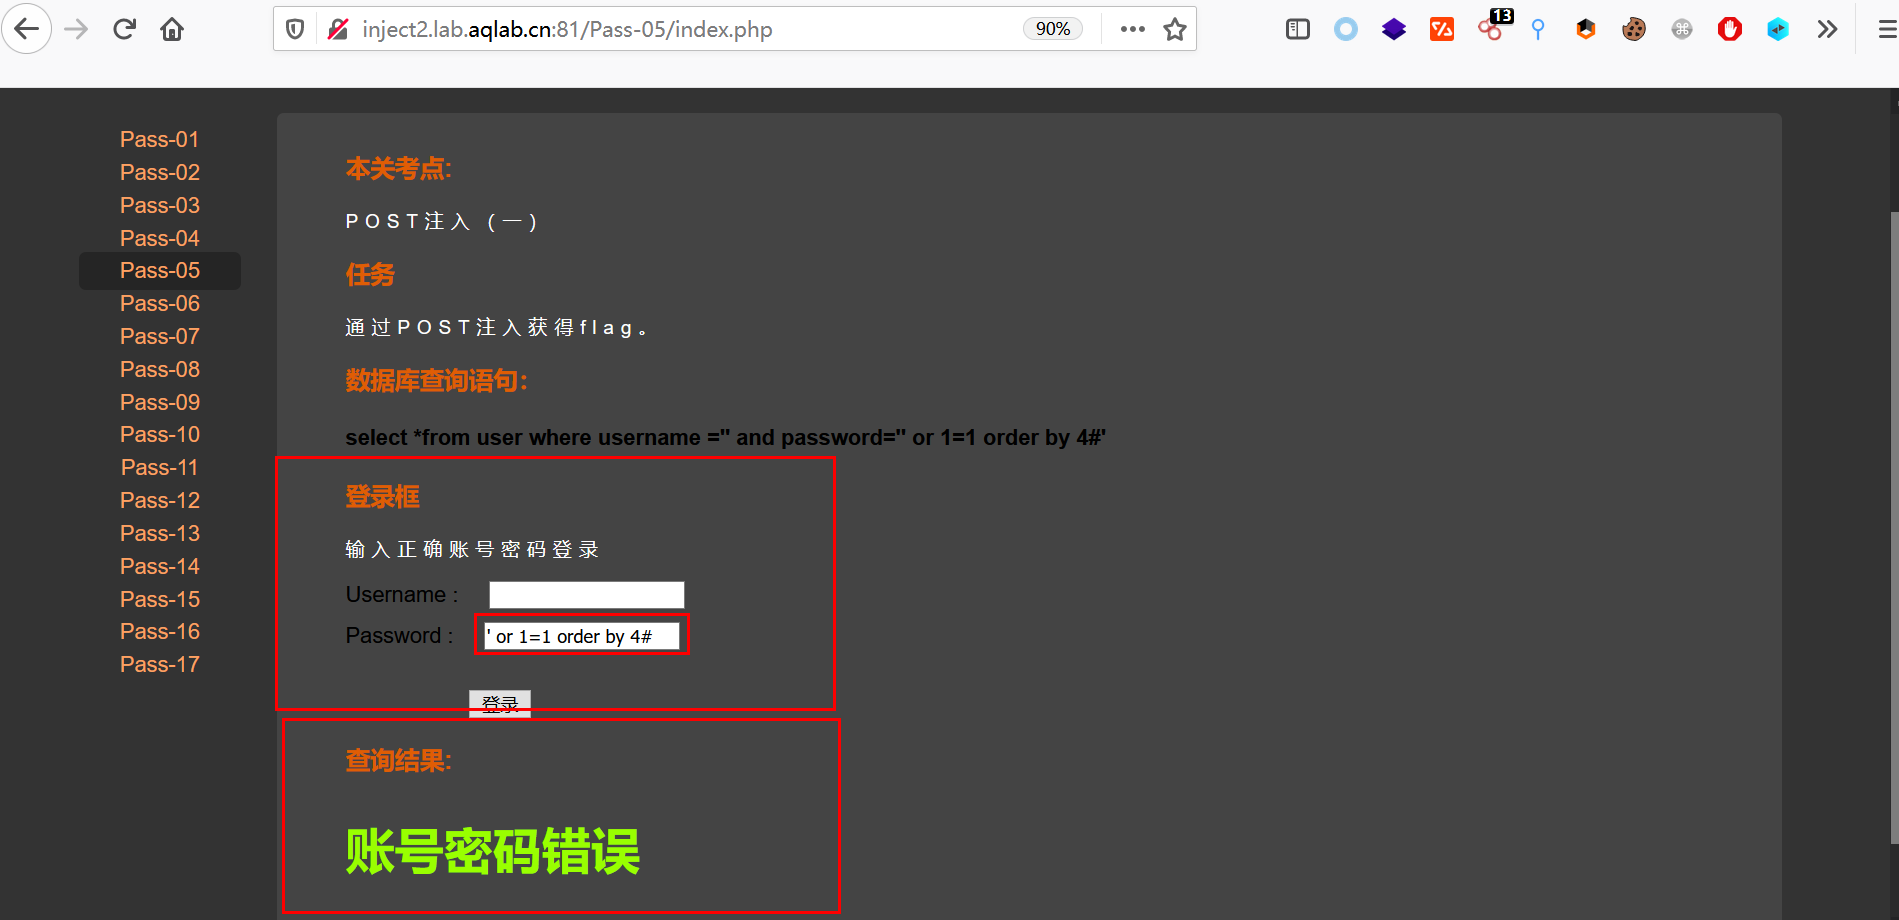 inject2.lab.aqlab.cn:81/Pass-05/index.php
90%
13
Pass-01
Pass-02
Pass-03
Pass-04
Pass-05
Pass-06
Pass-07
Pass-08
Pass-09
Pass-10
Pass-11
Pass-12
Pass-13
Pass-14
Pass-15
Pass-16
Pass-17
本关考点:
POST注入（一）
任务
通过POST注入获得flag。
数据库查询语句：
select *from user where username ='' and password='' or 1=1 order by 4#'
登录框
输入正确账号密码登录
Username :
Password : ' or 1=1 order by 4#
登录
查询结果:
账号密码错误